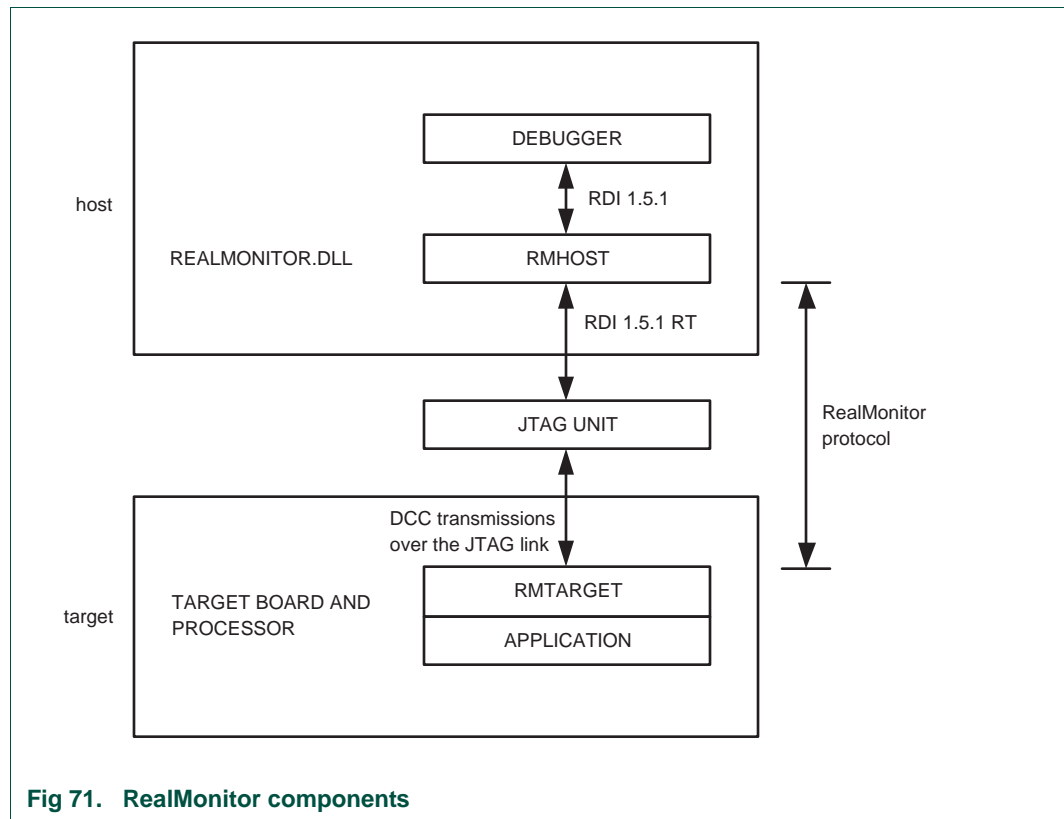 DEBUGGER
RDI 1.5.1
host
REALMONITOR.DLL
RMHOST
RDI 1.5.1 RT
JTAG UNIT
RealMonitor
protocol
DCC transmissions
over the JTAG link
target
TARGET BOARD AND
PROCESSOR
RMTARGET
APPLICATION
Fig 71. RealMonitor components